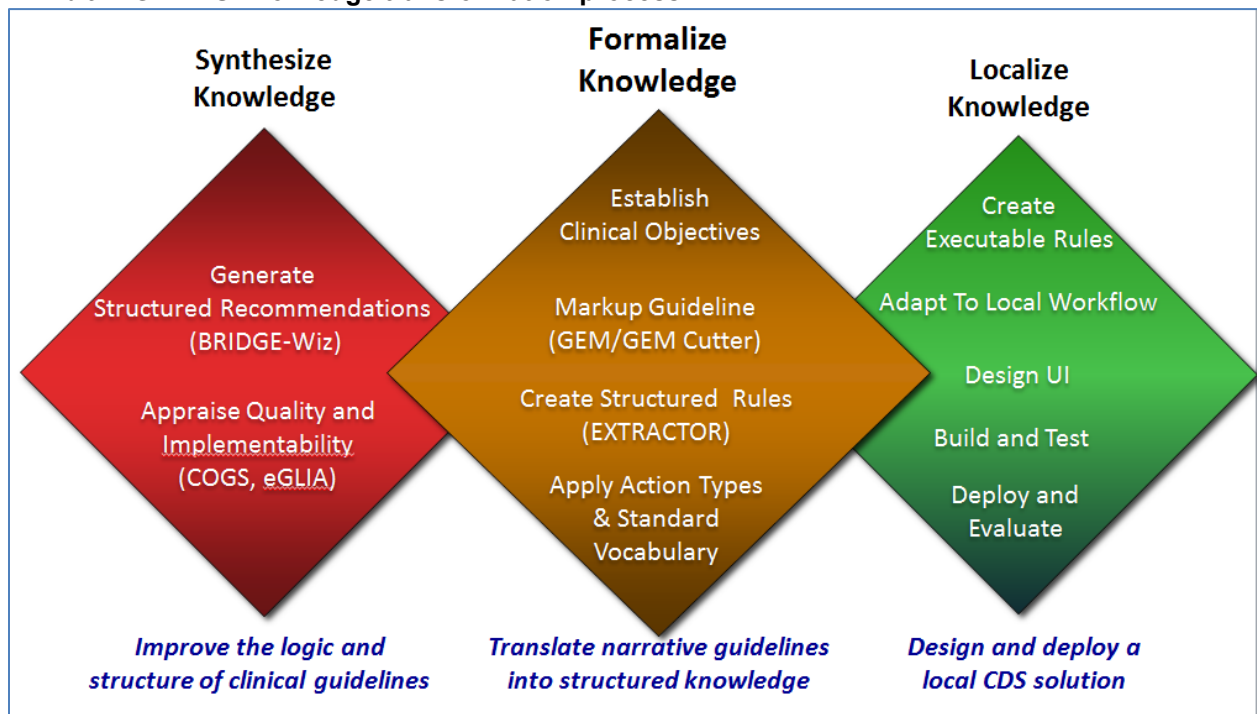 Synthesize
Knowledge
Formalize
Knowledge
Localize
Knowledge
Generate
Structured Recommendations
(BRIDGE-Wiz)
Appraise Quality and
Implementability
(COGS, eGLIA)
Establish
Clinical Objectives
Markup Guideline
(GEM/GEM Cutter)
Create Structured Rules
(EXTRACTOR)
Apply Action Types
& Standard
Vocabulary
Create
Executable Rules
Adapt To Local Workflow
Design UI
Build and Test
Deploy and
Evaluate
Improve the logic and
structure of clinical guidelines
Translate narrative guidelines
into structured knowledge
Design and deploy a
local CDS solution